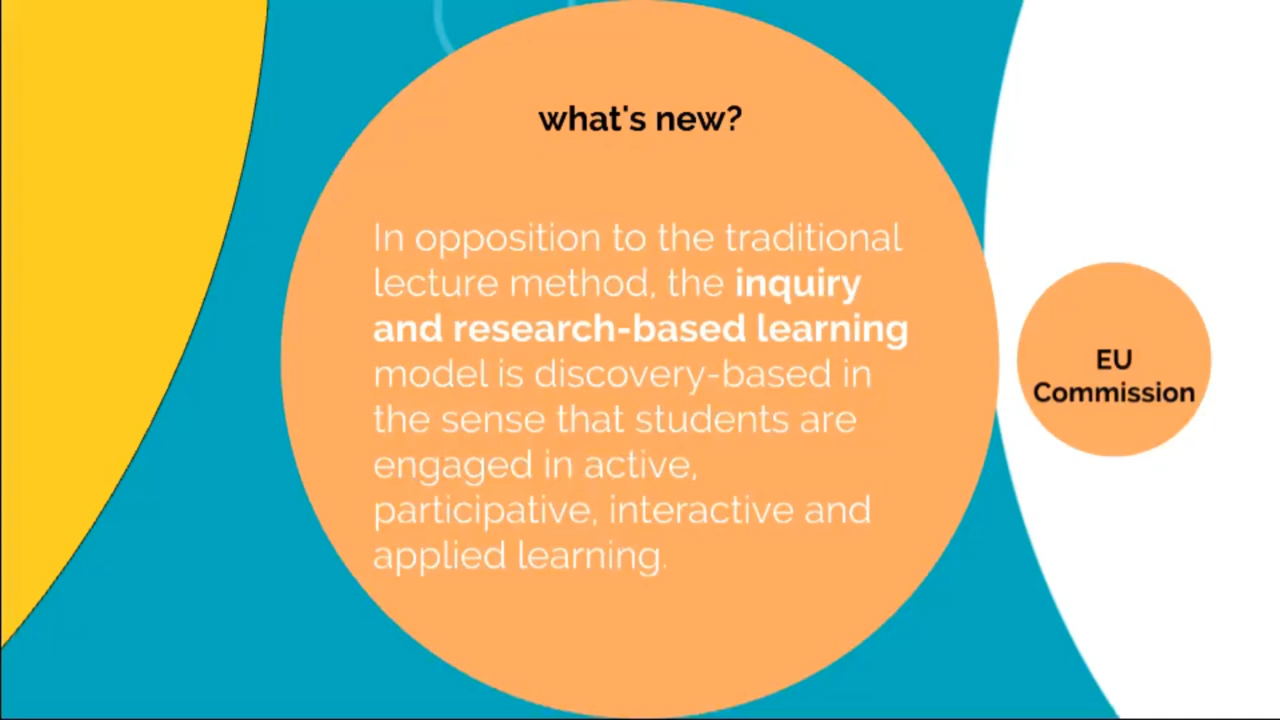 what's new?
In opposition to the traditional
lecture method, the inquiry
and research-based learning
model is discovery-based in
the sense that students are
engaged in active,
participative, interactive and
applied learning.
EU
Commission